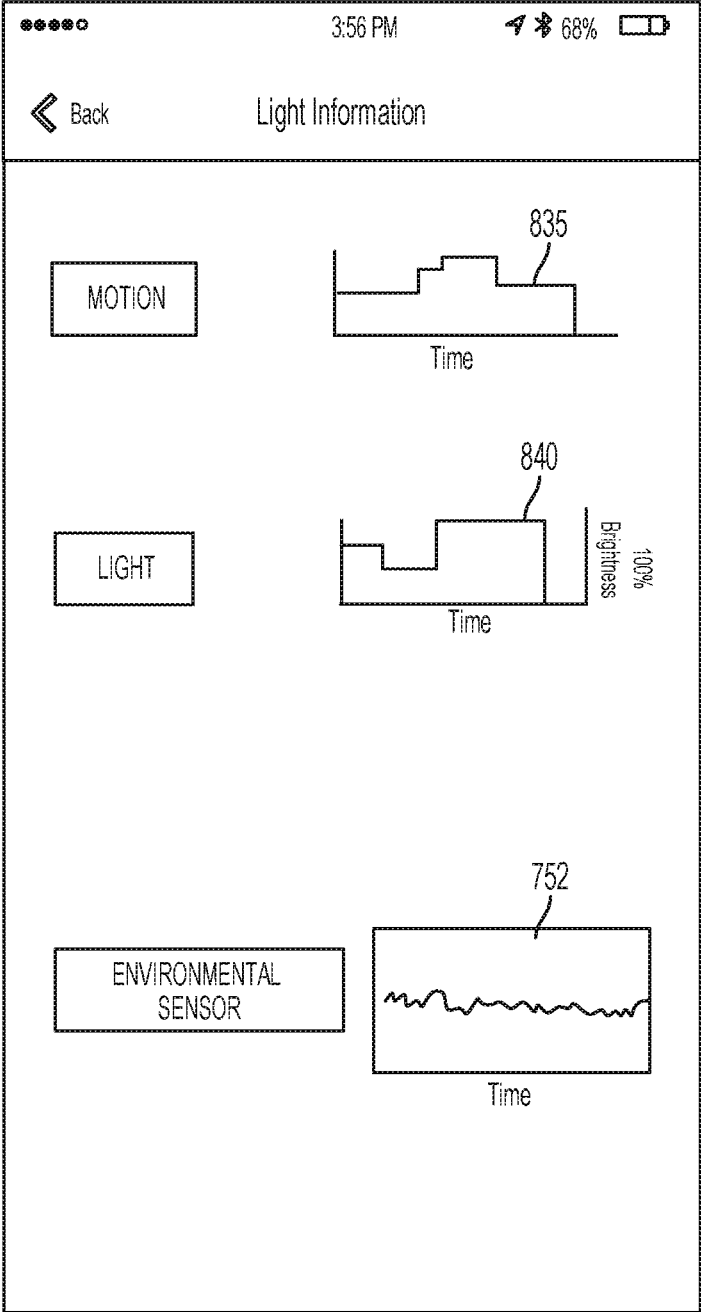 3:56 PM 68%
Back Light Information
835
MOTION
Time
840
LIGHT
100%
Brightness
Time
752
ENVIRONMENTAL
SENSOR
Time